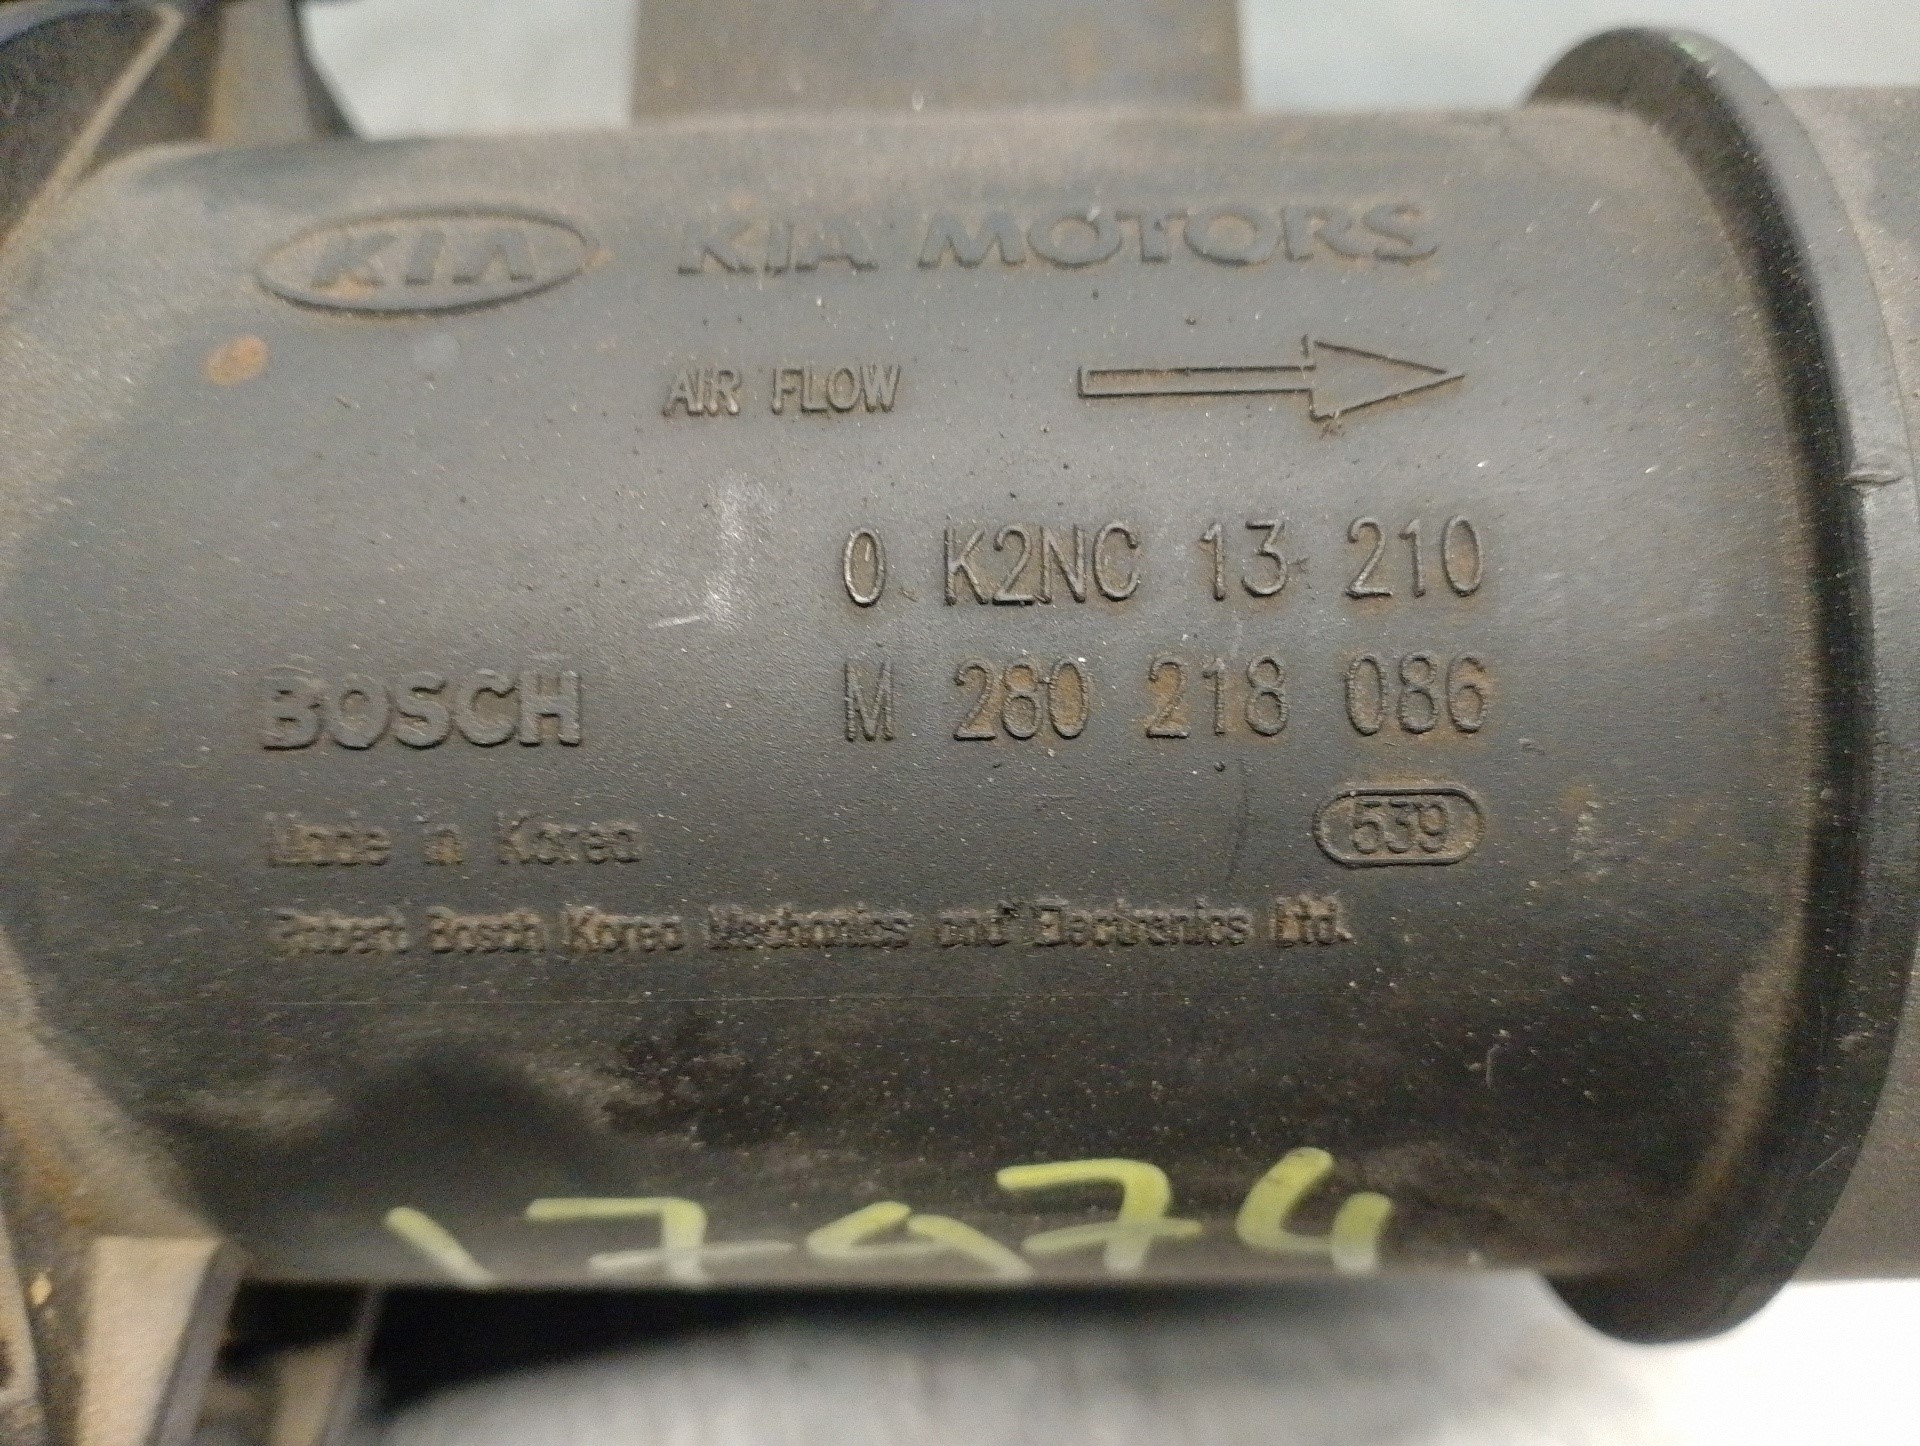 KIA KIA MOTORS
AIR FLOW
0 K2NC 13 210
BOSCH M 280 218 086
Made in Korea 539
Robert Bosch Korea Mechanics and Electronics Ltd.